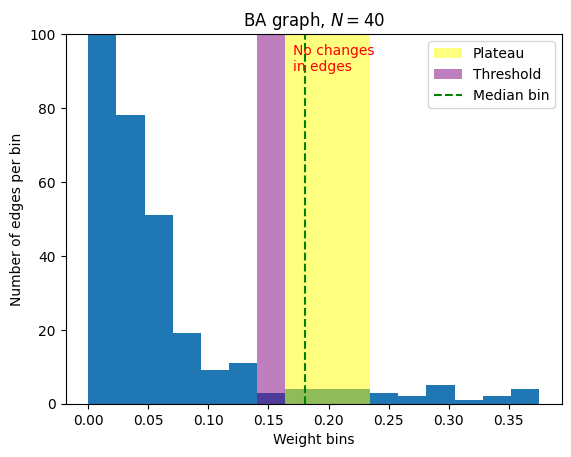 BA graph, N = 40
No changes
in edges
Plateau
Threshold
Median bin
Number of edges per bin
100
80
60
40
20
0
0.00 0.05 0.10 0.15 0.20 0.25 0.30 0.35
Weight bins